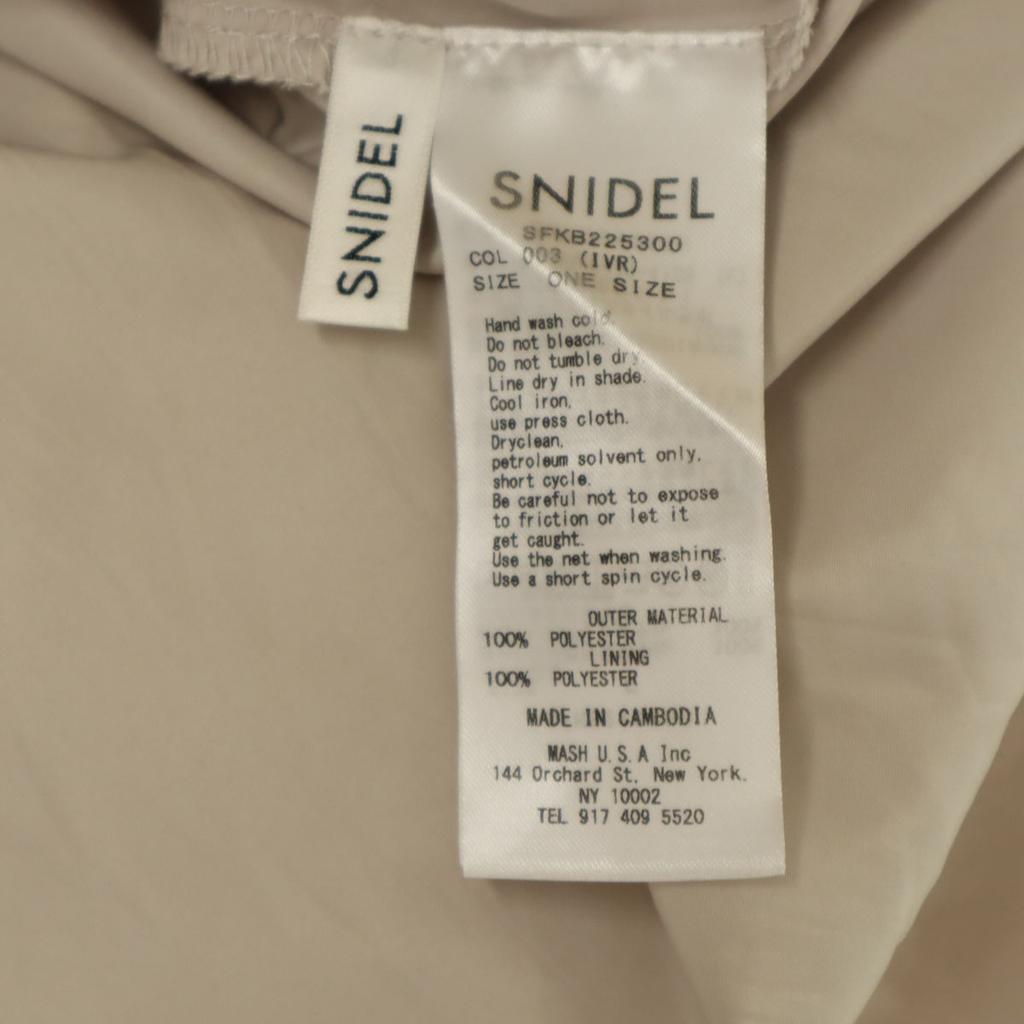 SNIDEL
SNIDEL
SFKB225300
COL 003 (IVR)
SIZE ONE SIZE
Hand wash cold.
Do not bleach.
Do not tumble dry.
Line dry in shade.
Cool iron,
use press cloth.
Dryclean,
petroleum solvent only,
short cycle.
Be careful not to expose
to friction or let it
get caught.
Use the net when washing.
Use a short spin cycle.
OUTER MATERIAL
100% POLYESTER
LINING
100% POLYESTER
MADE IN CAMBODIA
MASH U.S.A Inc
144 Orchard St, New York.
NY 10002
TEL 917 409 5520